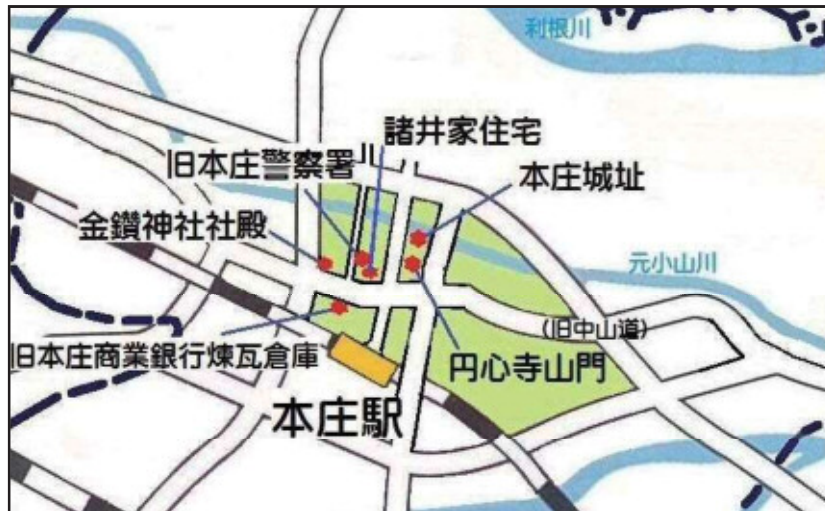 利根川
諸井家住宅
旧本庄警察署
本庄城址
金鑚神社社殿
元小山川
(旧中山道)
旧本庄商業銀行煉瓦倉庫
円心寺山門
本庄駅